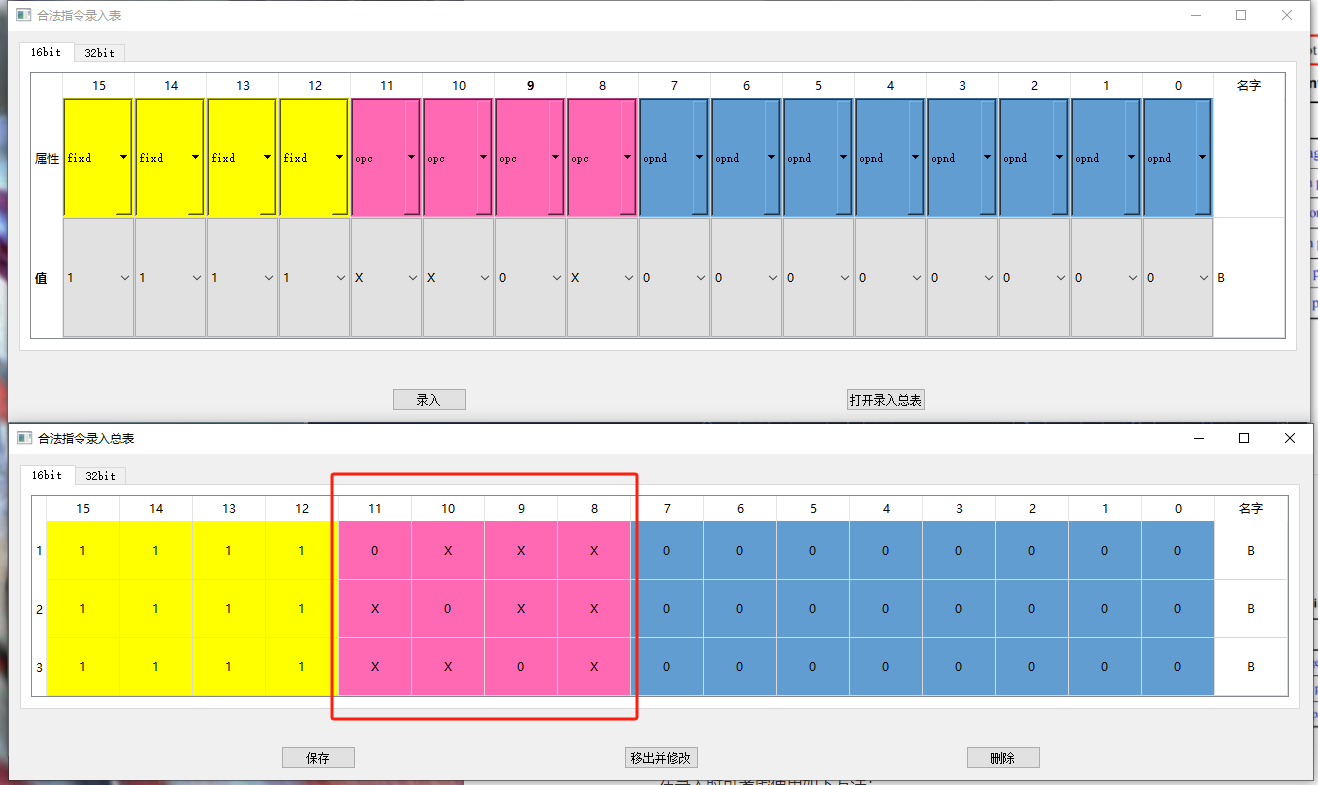 合法指令录入表
16bit 32bit
15 14 13 12 11 10 9 8 7 6 5 4 3 2 1 0 名字
属性 fixd fixd fixd fixd opc opc opc opc opnd opnd opnd opnd opnd opnd opnd opnd
值 1 1 1 1 X X 0 X 0 0 0 0 0 0 0 0 B
录入 打开录入总表
合法指令录入总表
16bit 32bit
15 14 13 12 11 10 9 8 7 6 5 4 3 2 1 0 名字
1 1 1 1 1 0 X X X 0 0 0 0 0 0 0 0 B
2 1 1 1 1 X 0 X X 0 0 0 0 0 0 0 0 B
3 1 1 1 1 X X 0 X 0 0 0 0 0 0 0 0 B
保存 移出并修改 删除